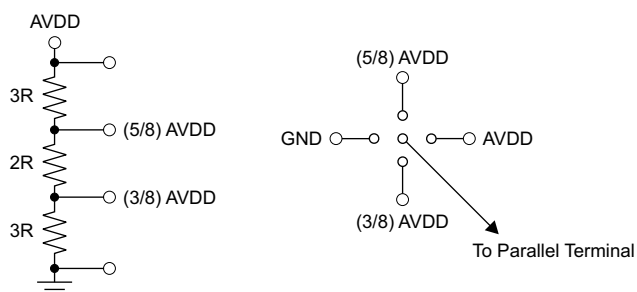 AVDD
3R
(5/8) AVDD
2R
(3/8) AVDD
3R
(5/8) AVDD
GND
AVDD
(3/8) AVDD
To Parallel Terminal